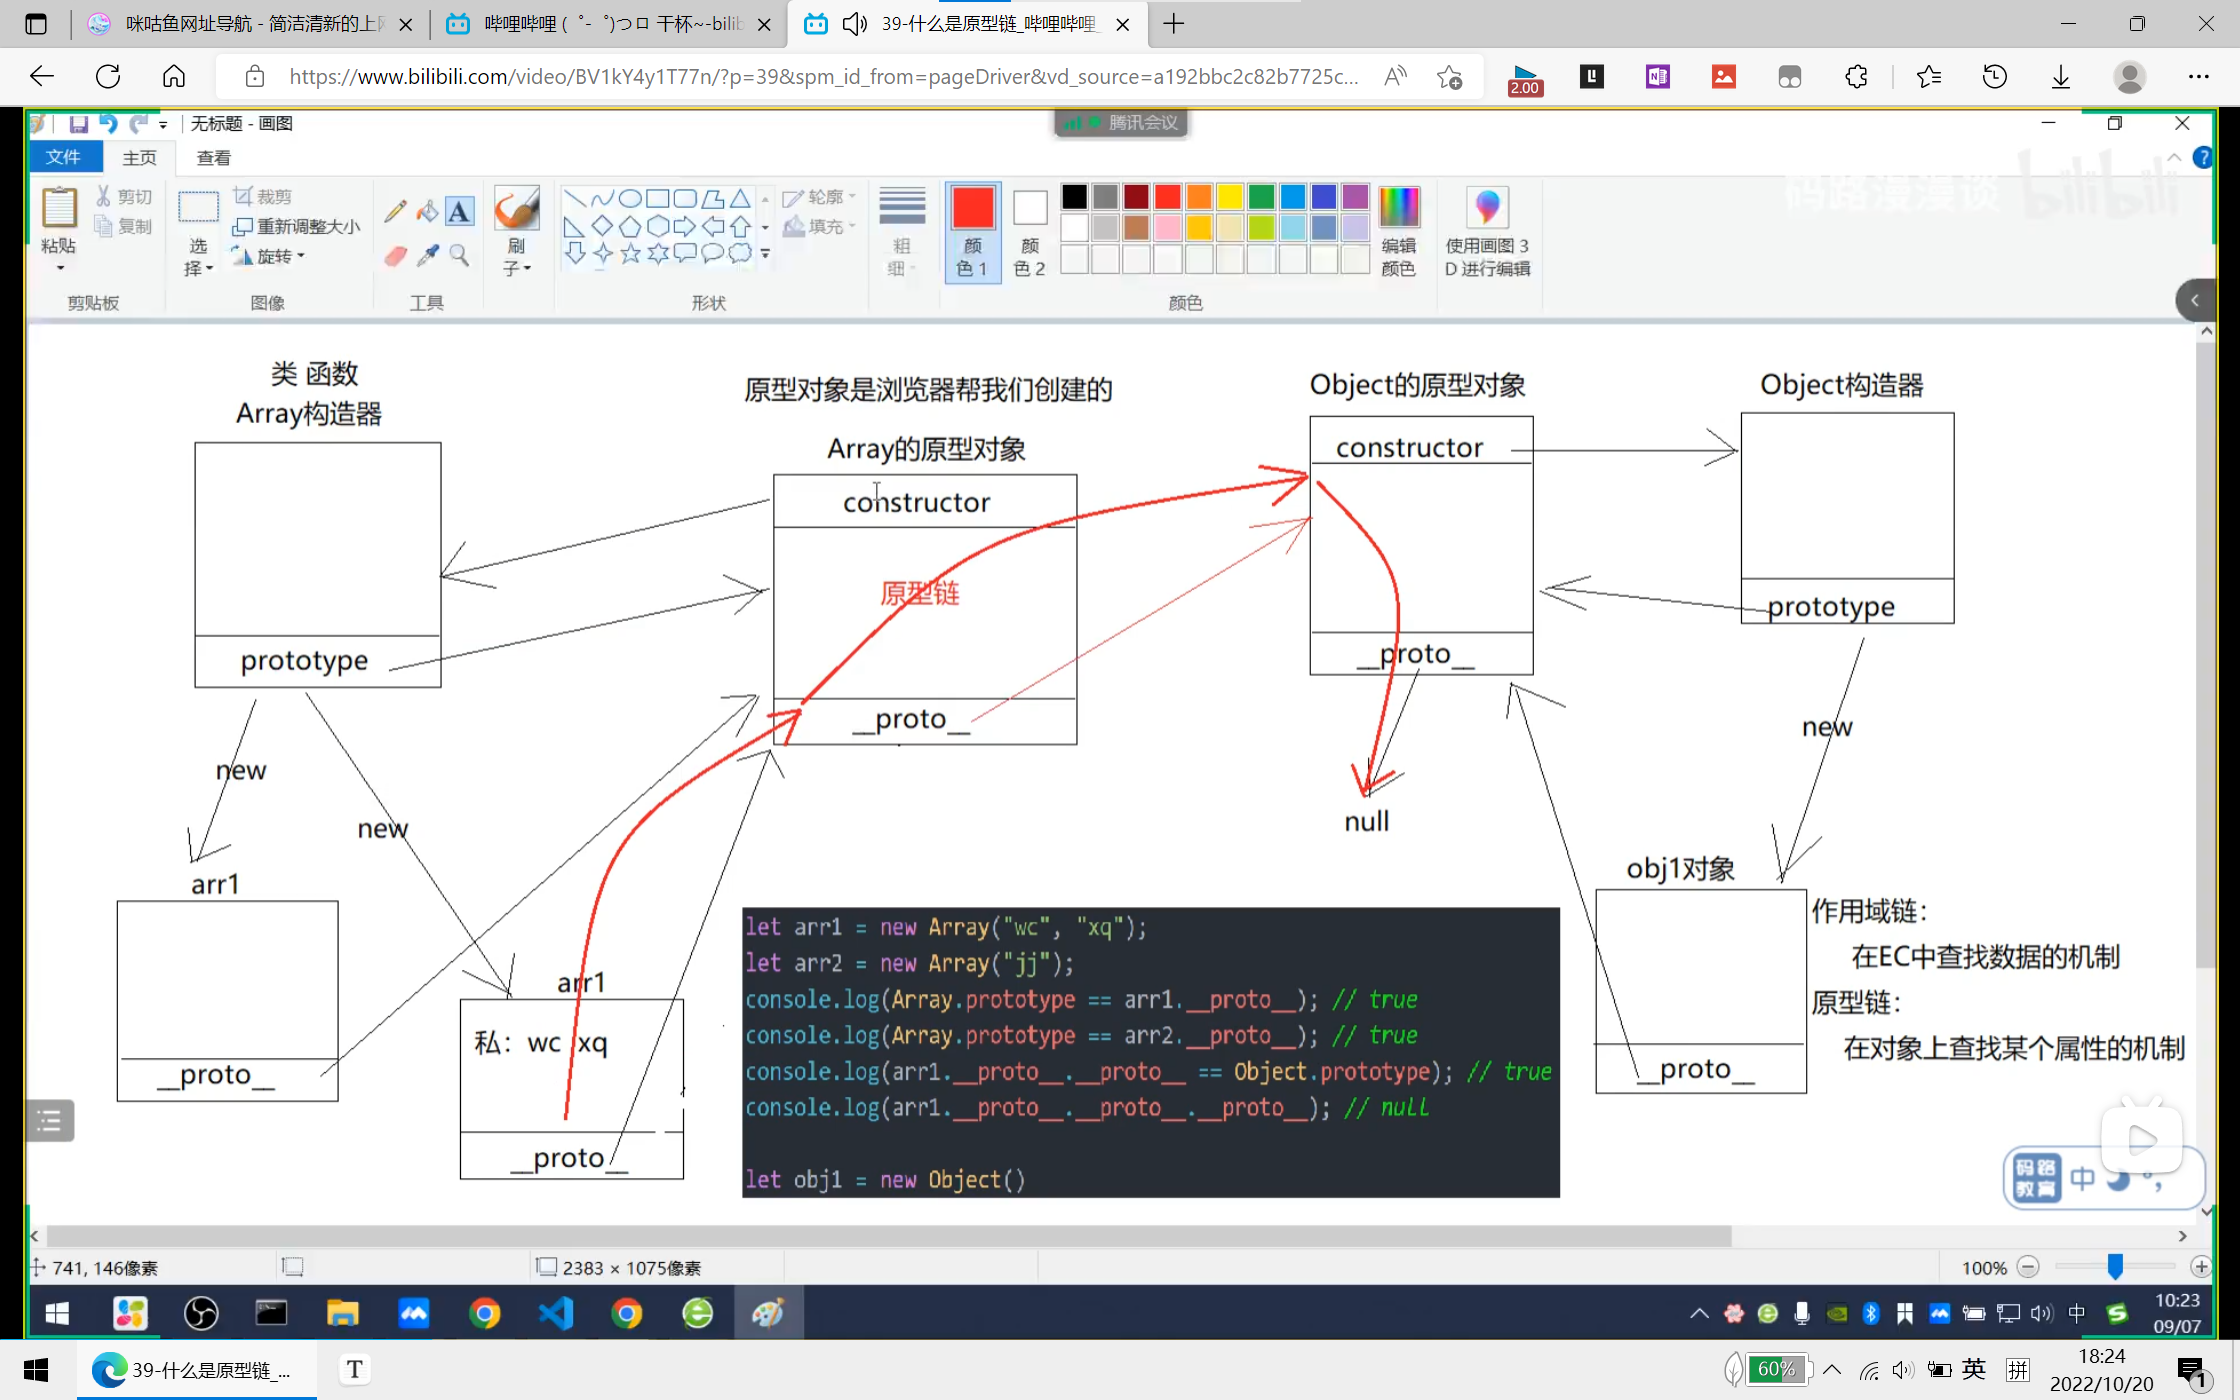 咪咕鱼网址导航 - 简洁清新的上网
哔哩哔哩 (゜-゜)つロ 干杯~-bilib
39-什么是原型链_哔哩哔哩_
https://www.bilibili.com/video/BV1kY4y1T77n/?p=39&spm_id_from=pageDriver&vd_source=a192bbc2c82b7725c...
2.00
无标题 - 画图
腾讯会议
文件
主页
查看
码路漫漫谈
bilibili
粘贴
剪切
复制
剪贴板
选择
裁剪
重新调整大小
旋转
图像
A
工具
刷子
轮廓
填充
形状
粗细
颜色 1
颜色 2
编辑颜色
颜色
使用画图 3D 进行编辑
类 函数
Array构造器
prototype
原型对象是浏览器帮我们创建的
Array的原型对象
constructor
原型链
__proto__
Object的原型对象
constructor
__proto__
null
Object构造器
prototype
new
new
new
arr1
__proto__
arr1
私：wc xq
__proto__
let arr1 = new Array("wc", "xq");
let arr2 = new Array("jj");
console.log(Array.prototype == arr1.__proto__); // true
console.log(Array.prototype == arr2.__proto__); // true
console.log(arr1.__proto__.__proto__ == Object.prototype); // true
console.log(arr1.__proto__.__proto__.__proto__); // null
let obj1 = new Object()
obj1对象
__proto__
作用域链：
在EC中查找数据的机制
原型链：
在对象上查找某个属性的机制
码路教育
中
741, 146像素
2383 × 1075像素
100%
中
10:23
09/07
39-什么是原型链_...
T
60%
英
拼
18:24
2022/10/20
1